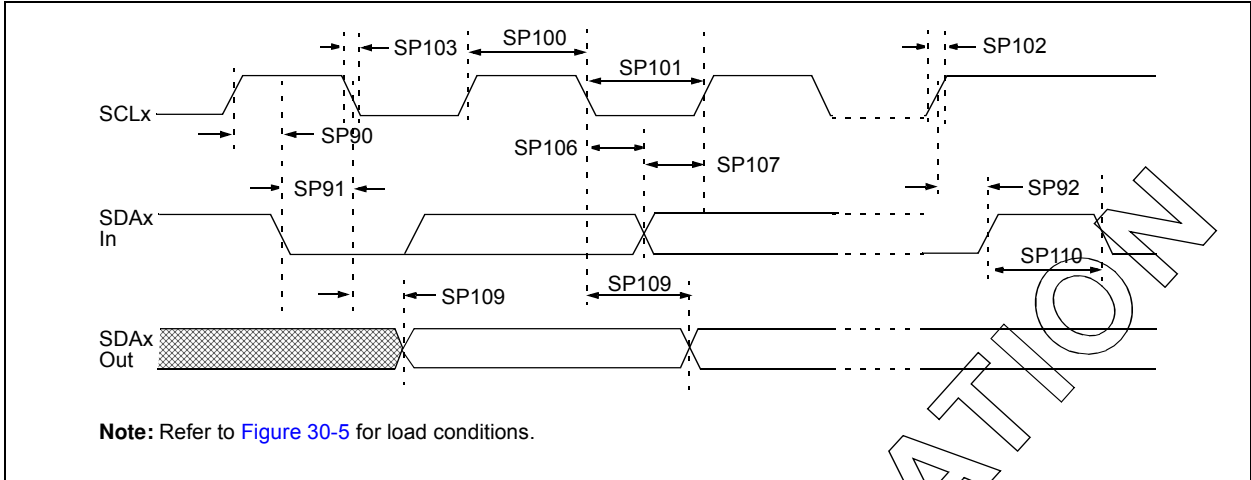 SP103
SP100
SP102
SP101
SCLx
SP90
SP106
SP107
SP91
SP92
SDAx
In
SP110
SP109
SP109
SDAx
Out
Note: Refer to Figure 30-5 for load conditions.
ATION